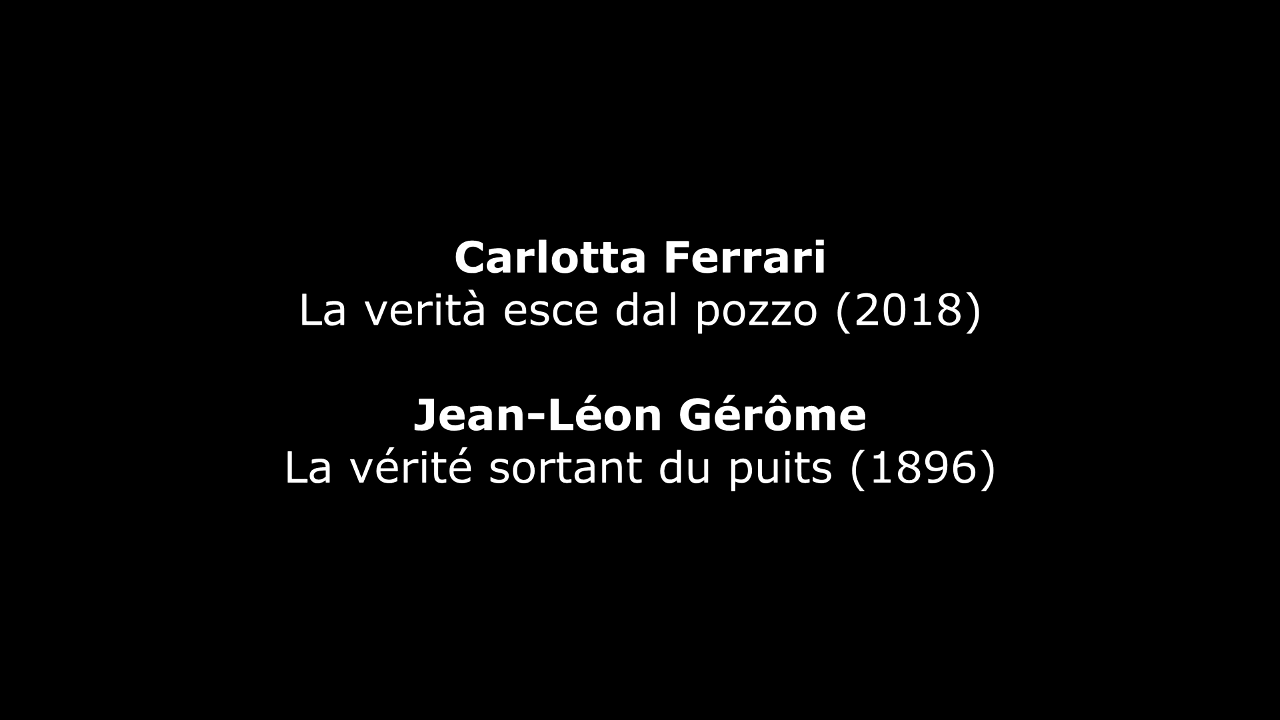 Carlotta Ferrari
La verità esce dal pozzo (2018)
Jean-Léon Gérôme
La vérité sortant du puits (1896)